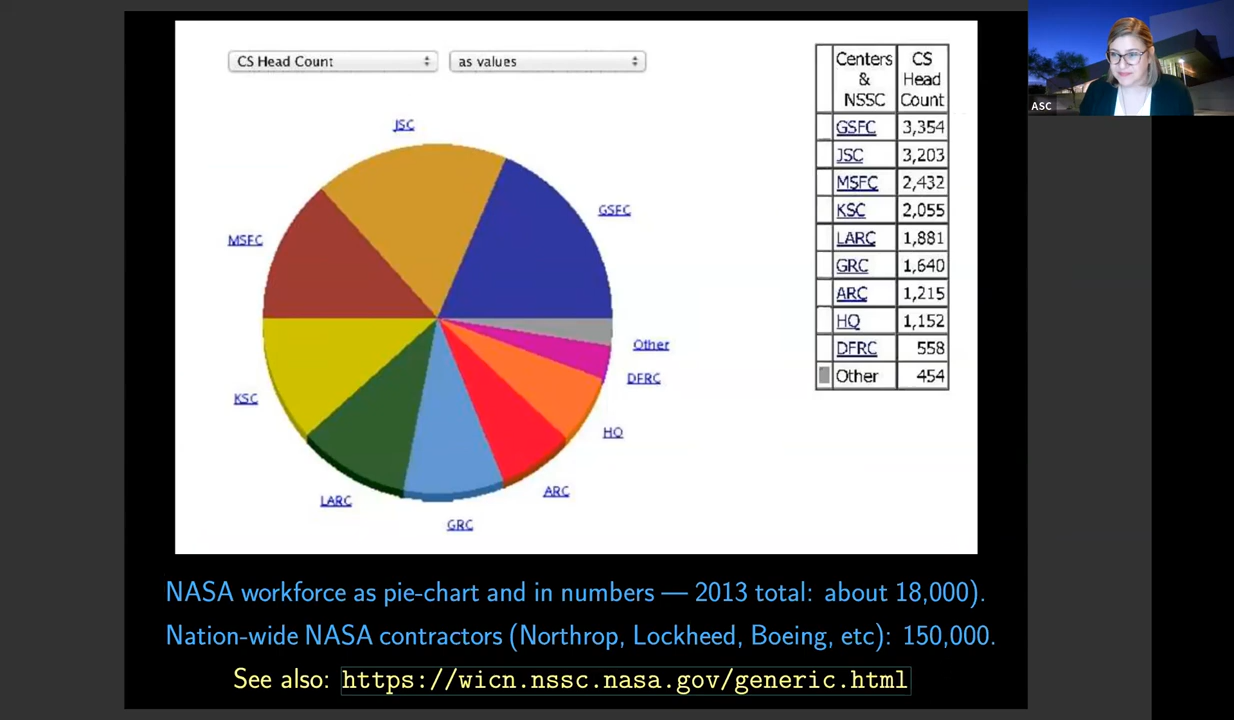 CS Head Count
as values
JSC
GSFC
MSFC
Other
DFRC
KSC
HQ
ARC
LARC
GRC
Centers & NSSC
CS Head Count
GSFC 3,354
JSC 3,203
MSFC 2,432
KSC 2,055
LARC 1,881
GRC 1,640
ARC 1,215
HQ 1,152
DFRC 558
Other 454
ASC
NASA workforce as pie-chart and in numbers — 2013 total: about 18,000).
Nation-wide NASA contractors (Northrop, Lockheed, Boeing, etc): 150,000.
See also: https://wicn.nssc.nasa.gov/generic.html